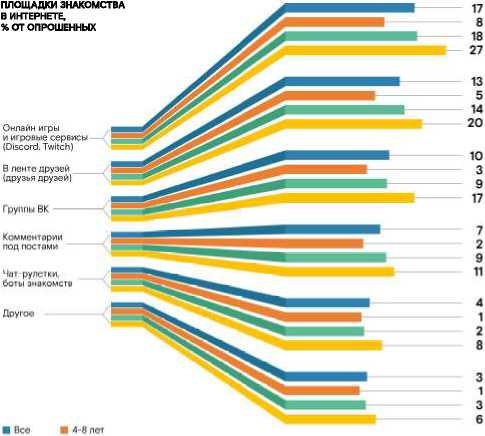 ПЛОЩАДКИ ЗНАКОМСТВА
В ИНТЕРНЕТЕ,
% ОТ ОПРОШЕННЫХ
17
8
18
27
13
5
14
20
Онлайн игры
и игровые сервисы
(Discord, Twitch)
В ленте друзей
(друзья друзей)
10
3
9
17
Группы ВК
7
2
9
11
Комментарии
под постами
Чат рулетки,
боты знакомств
4
1
2
8
Другое
3
1
3
6
Все
4-8 лет